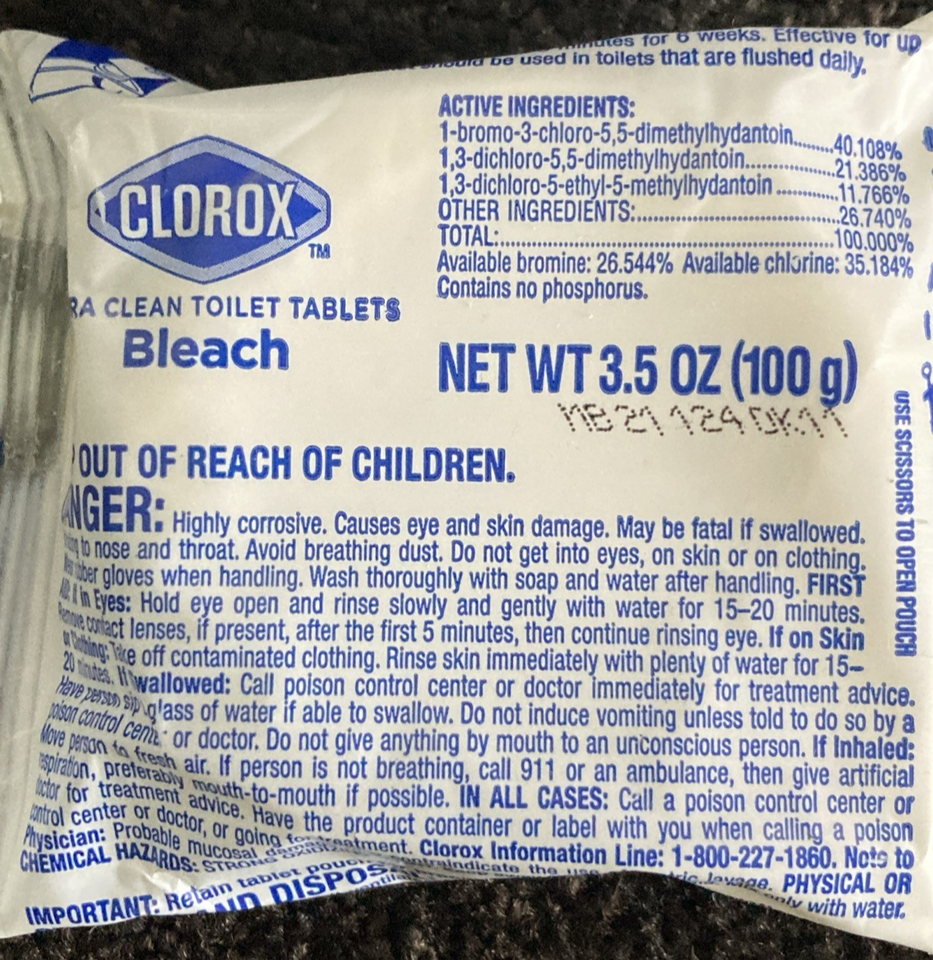 for 6 weeks. Effective for up
be used in toilets that are flushed daily.
ACTIVE INGREDIENTS:
1-bromo-3-chloro-5,5-dimethylhydantoin........40.108%
1,3-dichloro-5,5-dimethylhydantoin..................21.386%
1,3-dichloro-5-ethyl-5-methylhydantoin.............11.766%
OTHER INGREDIENTS:.......................................26.740%
TOTAL:................................................................100.000%
Available bromine: 26.544% Available chlorine: 35.184%
Contains no phosphorus.
CLOROX
TM
RA CLEAN TOILET TABLETS
Bleach
NET WT 3.5 OZ (100 g)
USE SCISSORS TO OPEN POUCH
OUT OF REACH OF CHILDREN.
NGER: Highly corrosive. Causes eye and skin damage. May be fatal if swallowed.
to nose and throat. Avoid breathing dust. Do not get into eyes, on skin or on clothing.
gloves when handling. Wash thoroughly with soap and water after handling. FIRST
in Eyes: Hold eye open and rinse slowly and gently with water for 15–20 minutes.
contact lenses, if present, after the first 5 minutes, then continue rinsing eye. If on Skin
or Clothing: Take off contaminated clothing. Rinse skin immediately with plenty of water for 15–
20 minutes. If Swallowed: Call poison control center or doctor immediately for treatment advice.
Have person sip glass of water if able to swallow. Do not induce vomiting unless told to do so by a
poison control center or doctor. Do not give anything by mouth to an unconscious person. If Inhaled:
Move person to fresh air. If person is not breathing, call 911 or an ambulance, then give artificial
respiration, preferably mouth-to-mouth if possible. IN ALL CASES: Call a poison control center or
doctor for treatment advice. Have the product container or label with you when calling a poison
control center or doctor, or going for treatment. Clorox Information Line: 1-800-227-1860. Note to
Physician: Probable mucosal damage contraindicate the use lavage. PHYSICAL OR
CHEMICAL HAZARDS: STRONG only with water.
IMPORTANT: Retain tablet
AND DISPOS